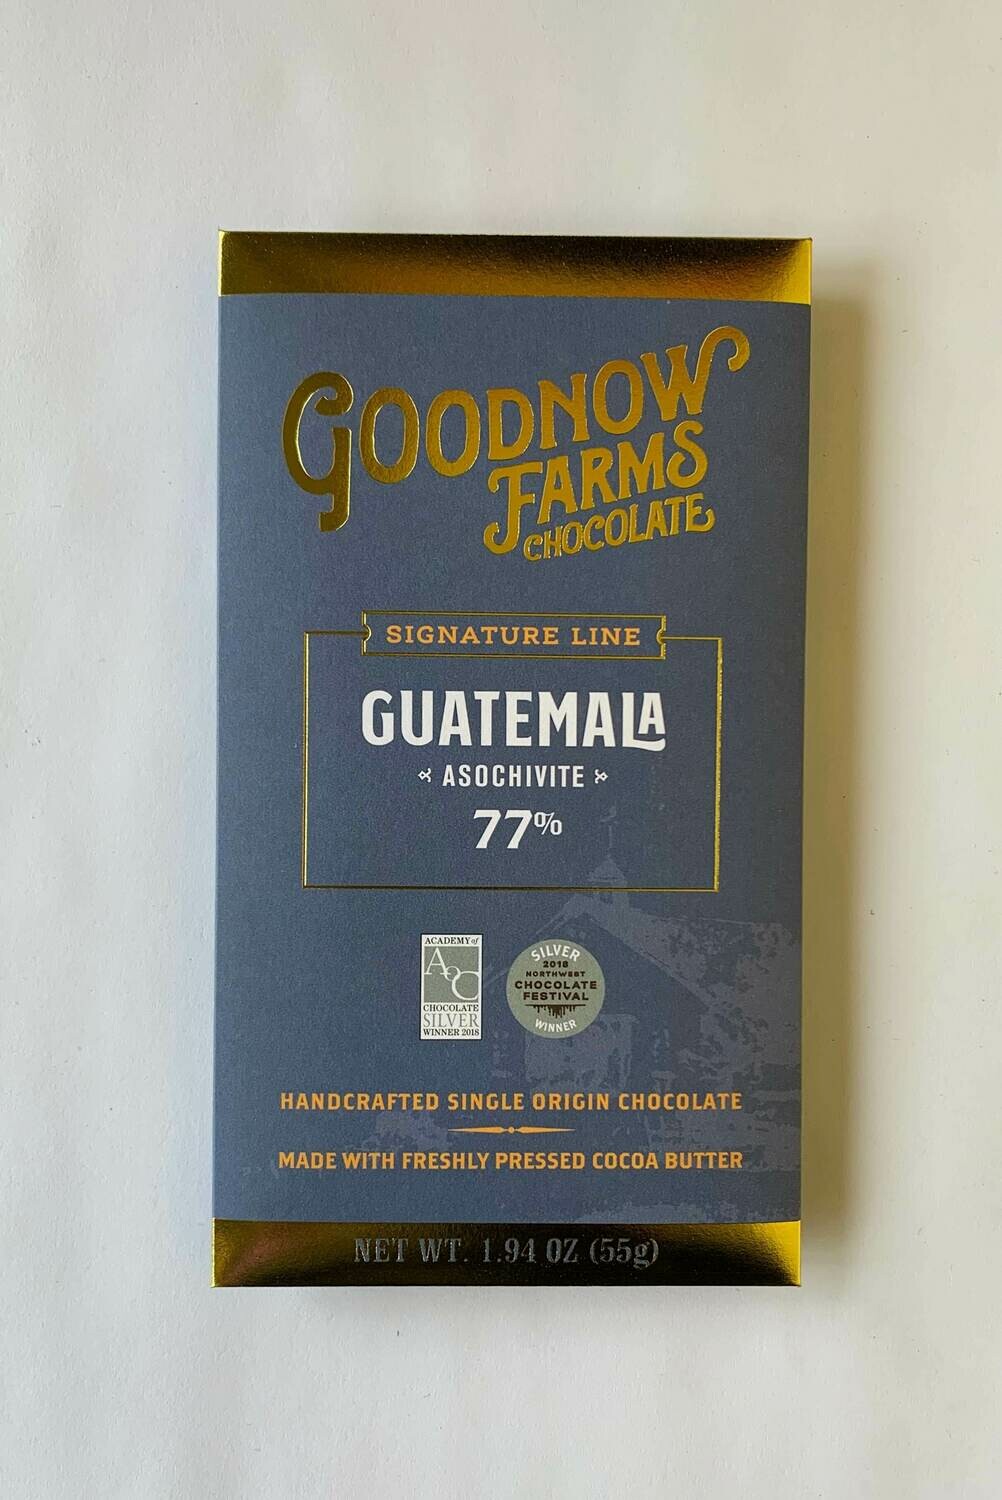 GOODNOW
FARMS
CHOCOLATE
SIGNATURE LINE
GUATEMALA
ASOCHIVITE
77%
ACADEMY of
AoC
CHOCOLATE
SILVER
WINNER 2018
SILVER
2018
NORTHWEST
CHOCOLATE
FESTIVAL
WINNER
HANDCRAFTED SINGLE ORIGIN CHOCOLATE
MADE WITH FRESHLY PRESSED COCOA BUTTER
NET WT. 1.94 OZ (55g)